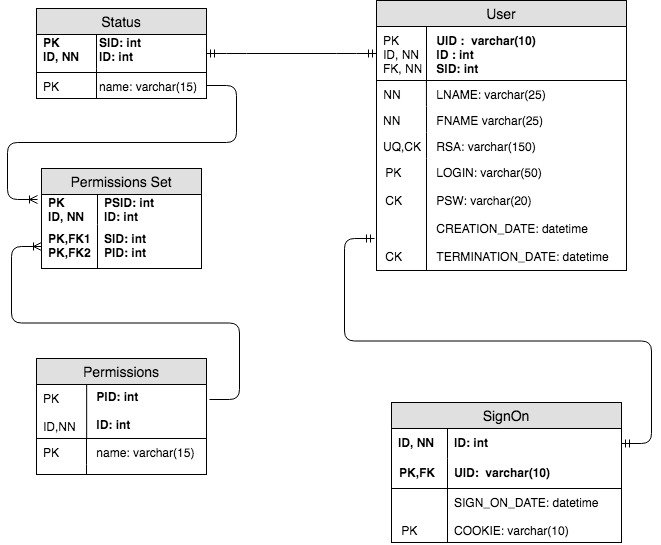 Status
PK SID: int
ID, NN ID: int
PK name: varchar(15)
User
PK UID : varchar(10)
ID, NN ID : int
FK, NN SID: int
NN LNAME: varchar(25)
NN FNAME varchar(25)
UQ,CK RSA: varchar(150)
PK LOGIN: varchar(50)
CK PSW: varchar(20)
CREATION_DATE: datetime
CK TERMINATION_DATE: datetime
Permissions Set
PK PSID: int
ID, NN ID: int
PK,FK1 SID: int
PK,FK2 PID: int
Permissions
PK PID: int
ID,NN ID: int
PK name: varchar(15)
SignOn
ID, NN ID: int
PK,FK UID: varchar(10)
SIGN_ON_DATE: datetime
PK COOKIE: varchar(10)